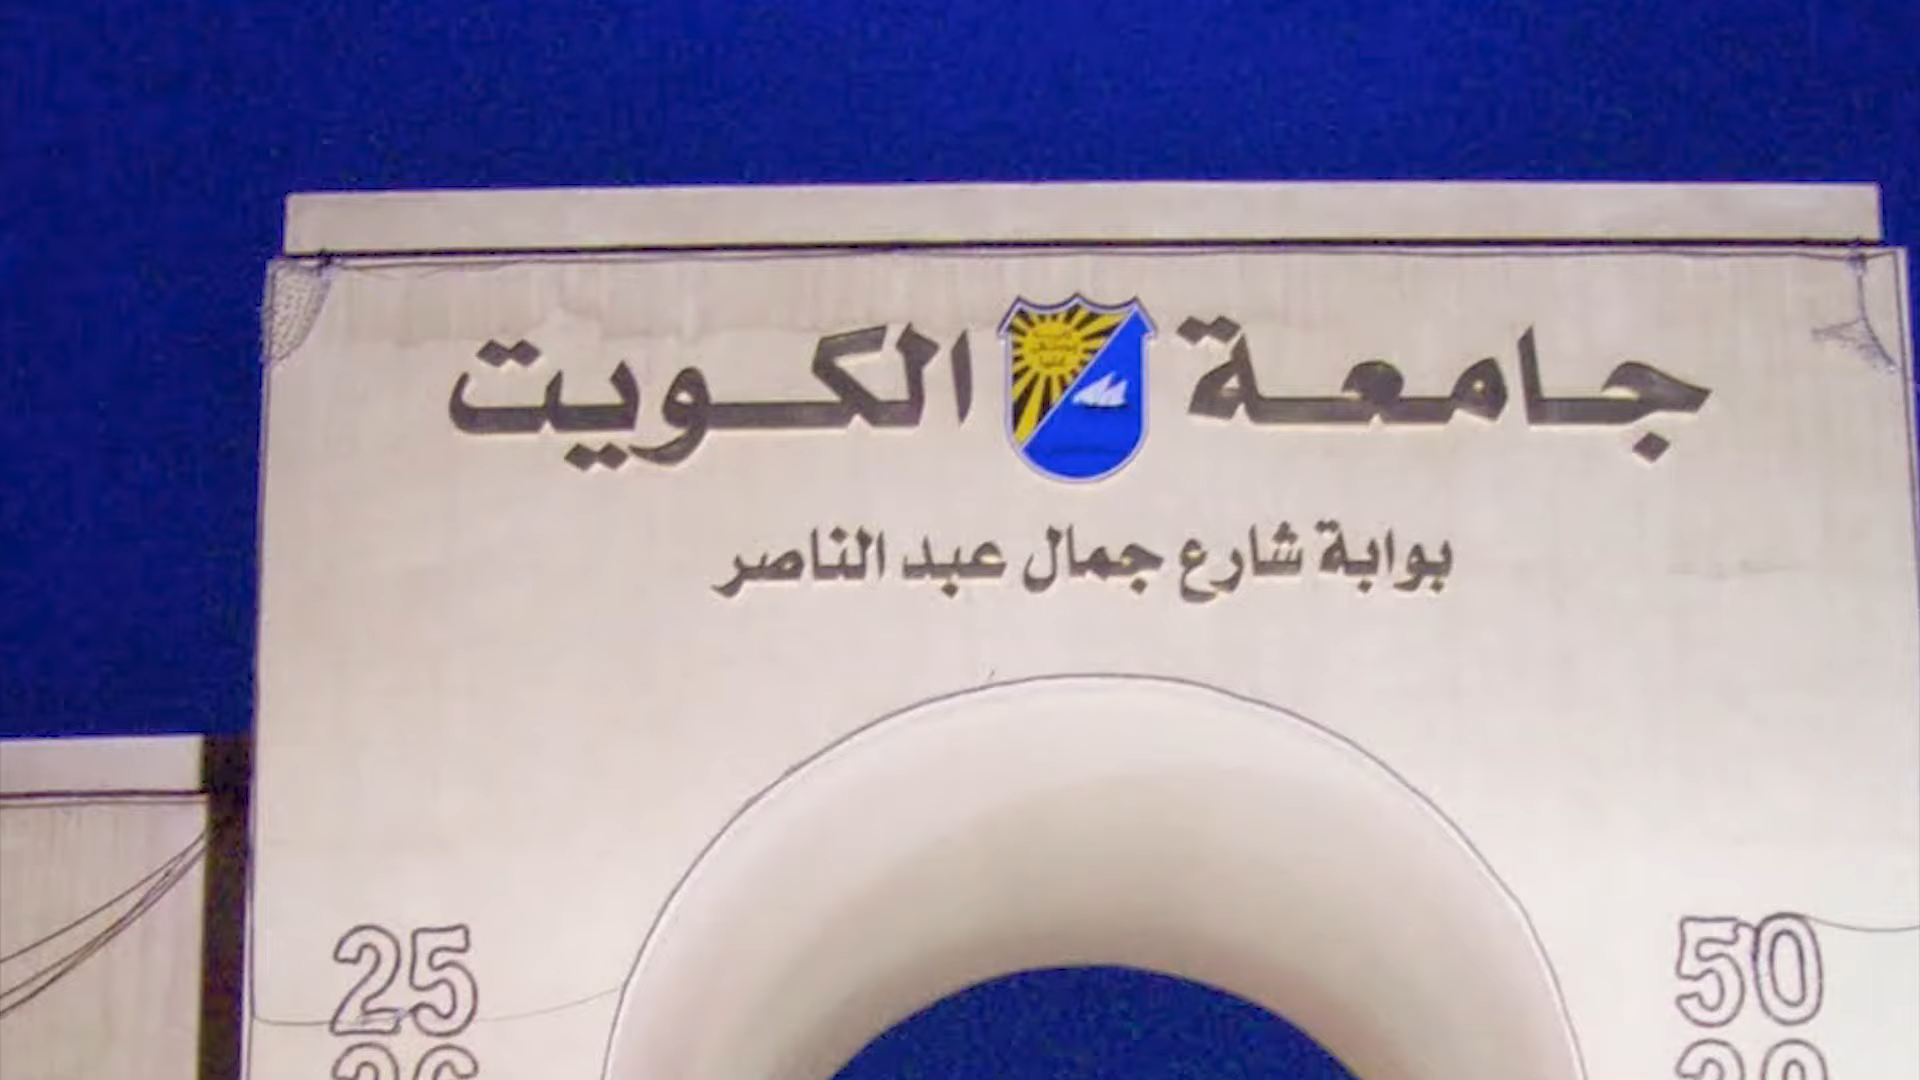 جامعة الكويت
بوابة شارع جمال عبد الناصر
25
50